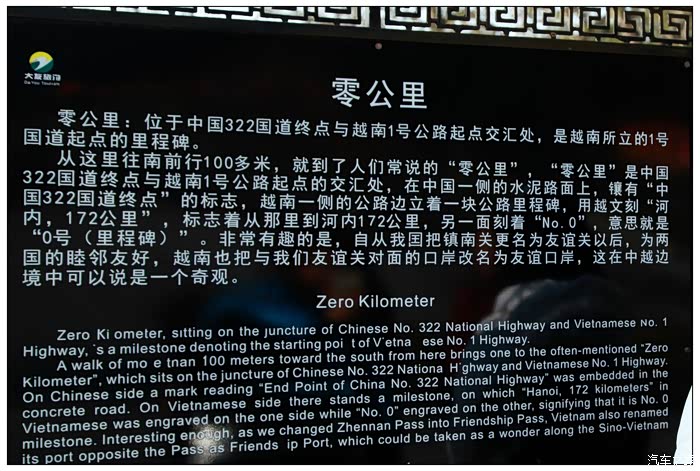 大友旅游
Da You Tourism
零公里
零公里：位于中国322国道终点与越南1号公路起点交汇处，是越南所立的1号
国道起点的里程碑。
从这里往南前行100多米，就到了人们常说的“零公里”，“零公里”是中国
322国道终点与越南1号公路起点的交汇处，在中国一侧的水泥路面上，镶有“中
国322国道终点”的标志，越南一侧的公路边立着一块公路里程碑，用越文刻“河
内，172公里”，标志着从那里到河内172公里，另一面刻着“No.0”，意思就是
“0号（里程碑）”。非常有趣的是，自从我国把镇南关更名为友谊关以后，为两
国的睦邻友好，越南也把与我们友谊关对面的口岸改名为友谊口岸，这在中越边
境中可以说是一个奇观。
Zero Kilometer
Zero Ki ometer, sitting on the juncture of Chinese No. 322 National Highway and Vietnamese No. 1
Highway, is a milestone denoting the starting poi t of V etna ese No. 1 Highway.
A walk of mo e tnan 100 meters toward the south from here brings one to the often-mentioned “Zero
Kilometer”, which sits on the juncture of Chinese No. 322 Nationa H ghway and Vietnamese No. 1 Highway.
On Chinese side a mark reading “End Point of China No. 322 National Highway” was embedded in the
concrete road. On Vietnamese side there stands a milestone, on which “Hanoi, 172 kilometers” in
Vietnamese was engraved on the one side while “No. 0” engraved on the other, signifying that it is No. 0
milestone. Interesting enough, as we changed Zhennan Pass into Friendship Pass, Vietnam also renamed
its port opposite the Pass as Friends ip Port, which could be taken as a wonder along the Sino-Vietnam